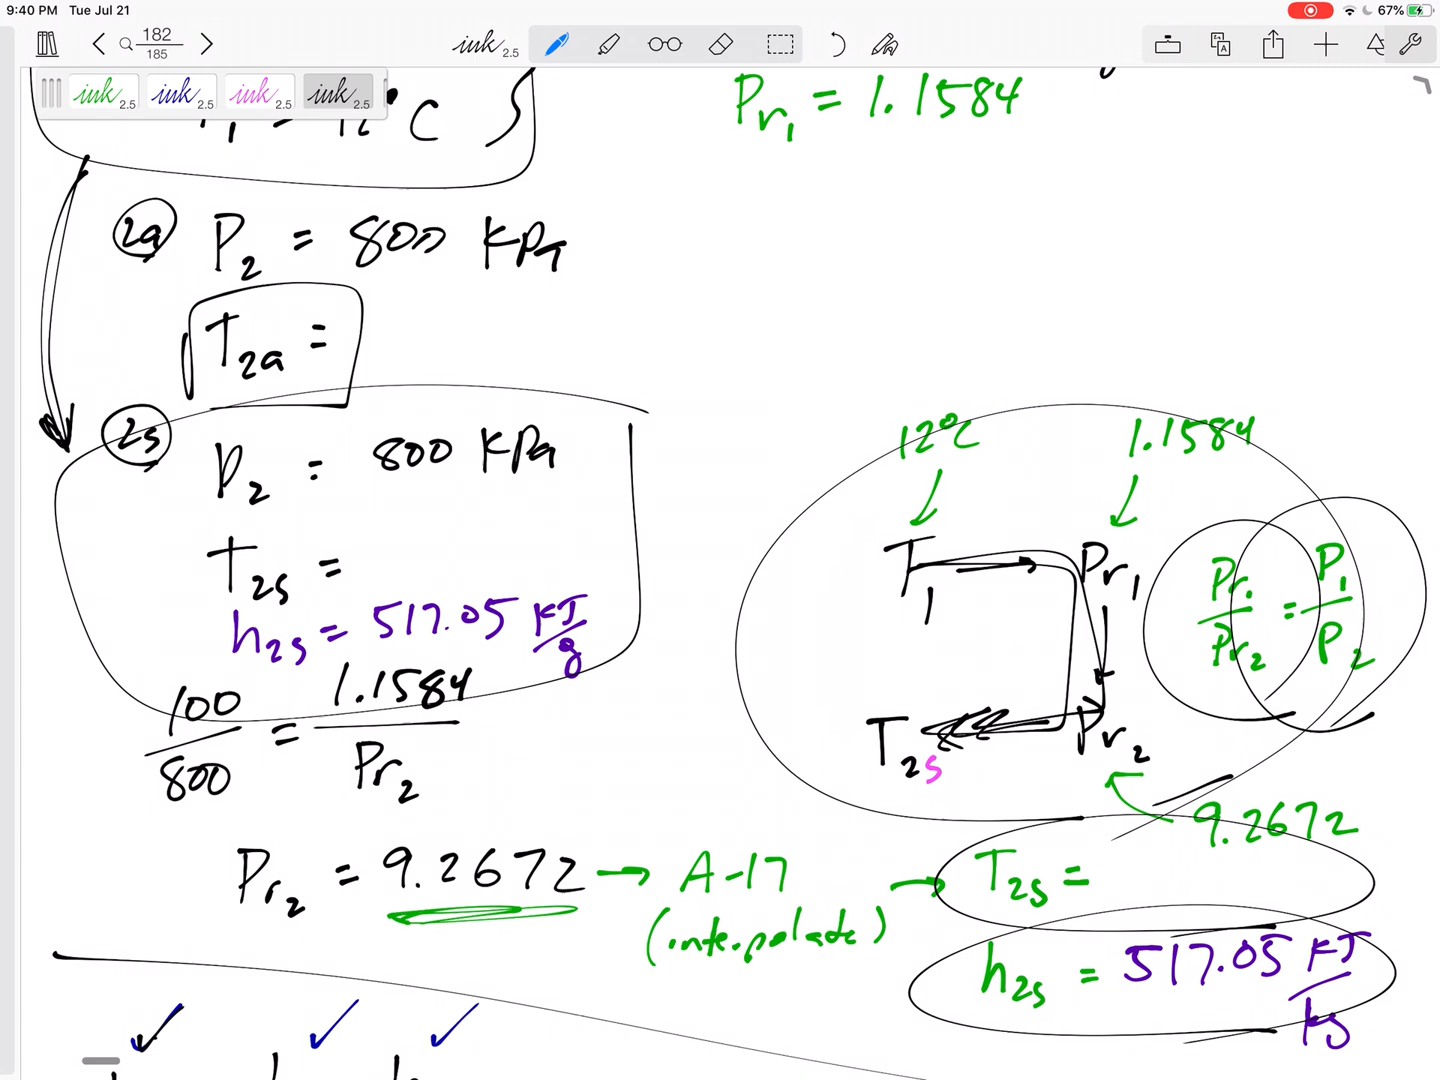 9:40 PM Tue Jul 21
67%
182
185
ink 2.5
ink 2.5 ink 2.5 ink 2.5 ink 2.5
= 12°C
Pr1 = 1.1584
2a P2 = 800 KPa
T2a =
2s P2 = 800 KPa
T2s =
h2s = 517.05 KJ/g
100/800 = 1.1584/Pr2
Pr2 = 9.2672 → A-17
(interpolate)
12°C 1.1584
T1 Pr1
Pr1/Pr2 = P1/P2
T2s Pr2
9.2672
→ T2s =
h2s = 517.05 KJ/kg